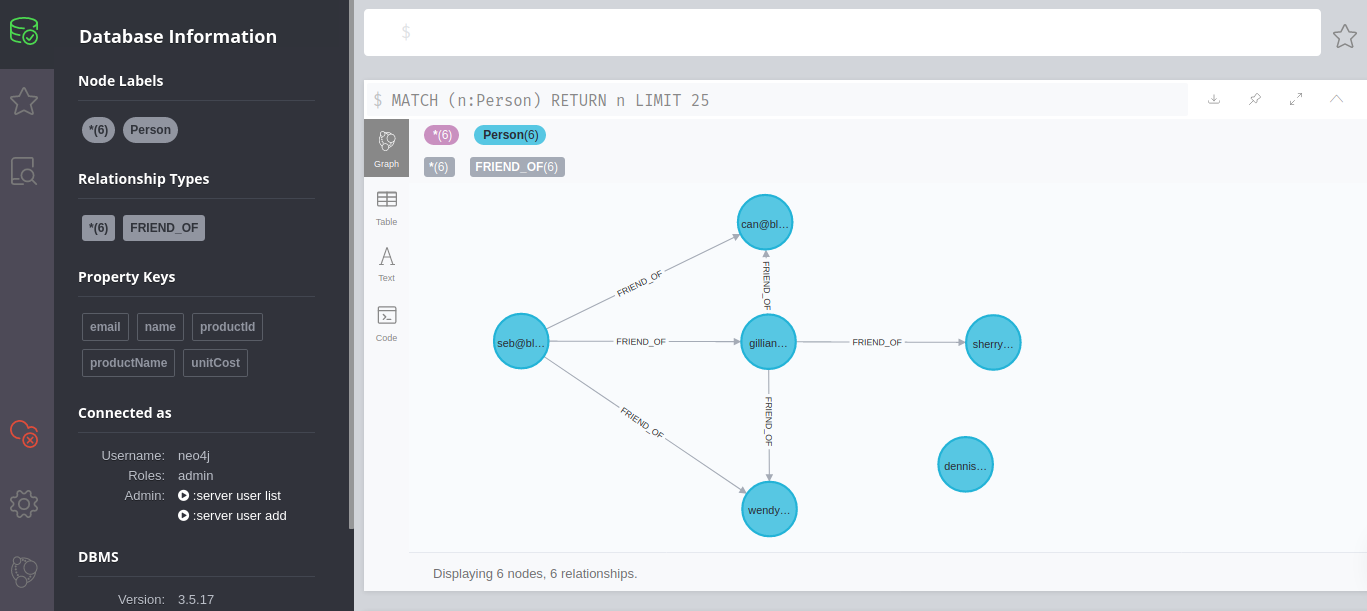 Database Information
Node Labels
*(6) Person
Relationship Types
*(6) FRIEND_OF
Property Keys
email name productId
productName unitCost
Connected as
Username: neo4j
Roles: admin
Admin: :server user list
:server user add
DBMS
Version: 3.5.17
$
$ MATCH (n:Person) RETURN n LIMIT 25
Graph
Table
Text
Code
*(6) Person(6)
*(6) FRIEND_OF(6)
can@bl…
FRIEND_OF
FRIEND_OF
seb@bl…
FRIEND_OF
gillian…
FRIEND_OF
sherry…
FRIEND_OF
FRIEND_OF
dennis…
wendy…
Displaying 6 nodes, 6 relationships.